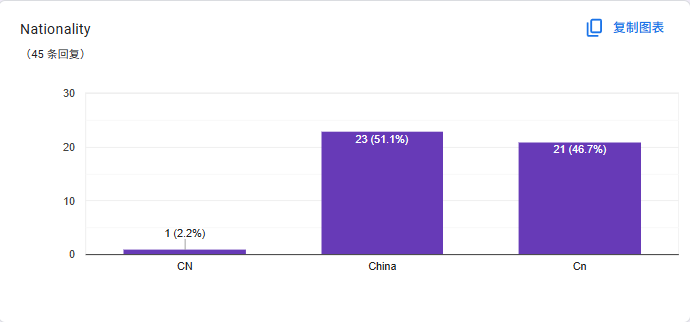 Nationality
复制图表
（45 条回复）
30
20
10
0
1 (2.2%)
23 (51.1%)
21 (46.7%)
CN
China
Cn